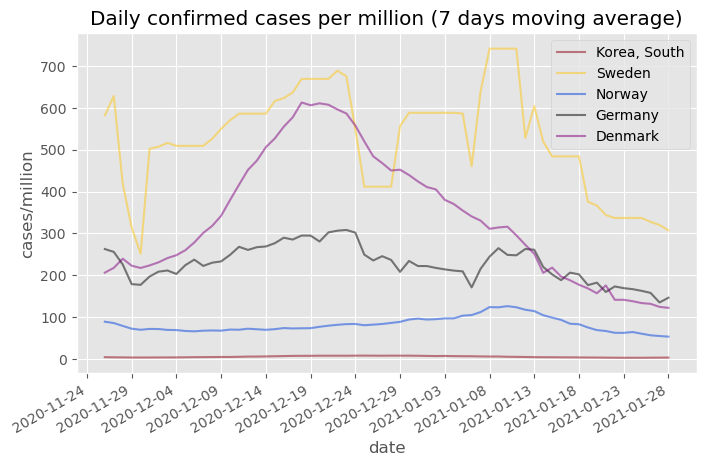 Daily confirmed cases per million (7 days moving average)
Korea, South
Sweden
Norway
Germany
Denmark
cases/million
700
600
500
400
300
200
100
0
2020-11-24
2020-11-29
2020-12-04
2020-12-09
2020-12-14
2020-12-19
2020-12-24
2020-12-29
2021-01-03
2021-01-08
2021-01-13
2021-01-18
2021-01-23
2021-01-28
date